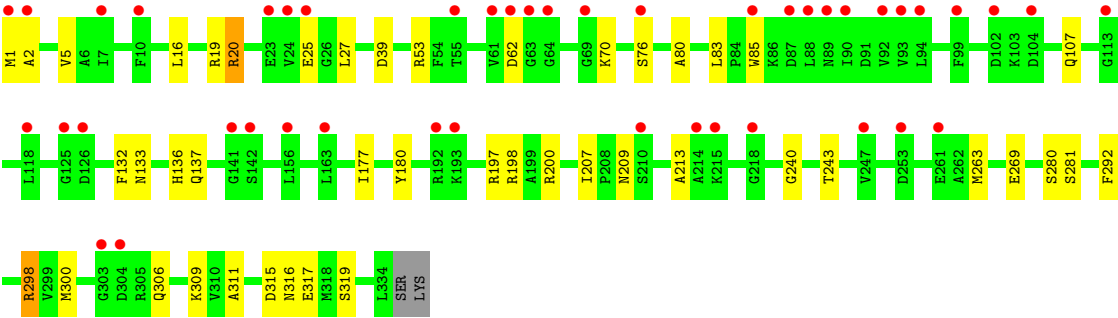 M1 A2 V5 A6 I7 F10 L16 R19 R20 E23 V24 E25 G26 L27 D39 R53 F54 T55 V61 D62 G63 G64 G69 K70 S76 A80 L83 P84 W85 K86 D87 L88 N89 I90 D91 V92 V93 L94 F99 D102 K103 D104 Q107 G113
L118 G125 D126 F132 N133 H136 Q137 G141 S142 L156 L163 I177 Y180 R192 K193 R197 R198 A199 R200 I207 P208 N209 S210 A213 A214 K215 G218 G240 T243 V247 D253 E261 A262 M263 E269 S280 S281 F292
R298 V299 M300 G303 D304 R305 Q306 K309 V310 A311 D315 N316 E317 M318 S319 L334 SER LYS